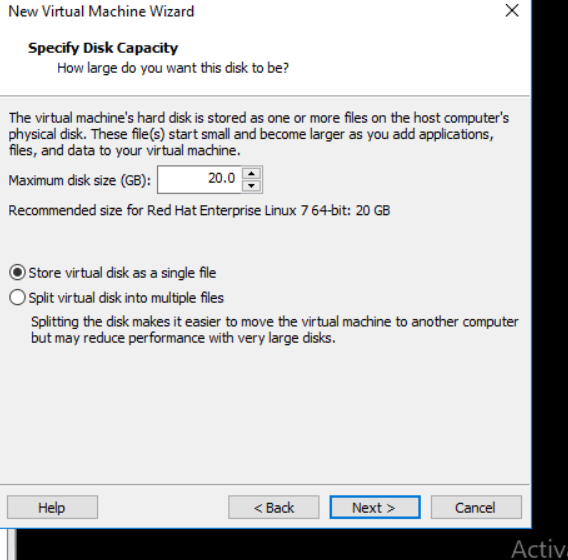 New Virtual Machine Wizard
Specify Disk Capacity
How large do you want this disk to be?
The virtual machine's hard disk is stored as one or more files on the host computer's
physical disk. These file(s) start small and become larger as you add applications,
files, and data to your virtual machine.
Maximum disk size (GB): 20.0
Recommended size for Red Hat Enterprise Linux 7 64-bit: 20 GB
Store virtual disk as a single file
Split virtual disk into multiple files
Splitting the disk makes it easier to move the virtual machine to another computer
but may reduce performance with very large disks.
Help < Back Next > Cancel
Activ